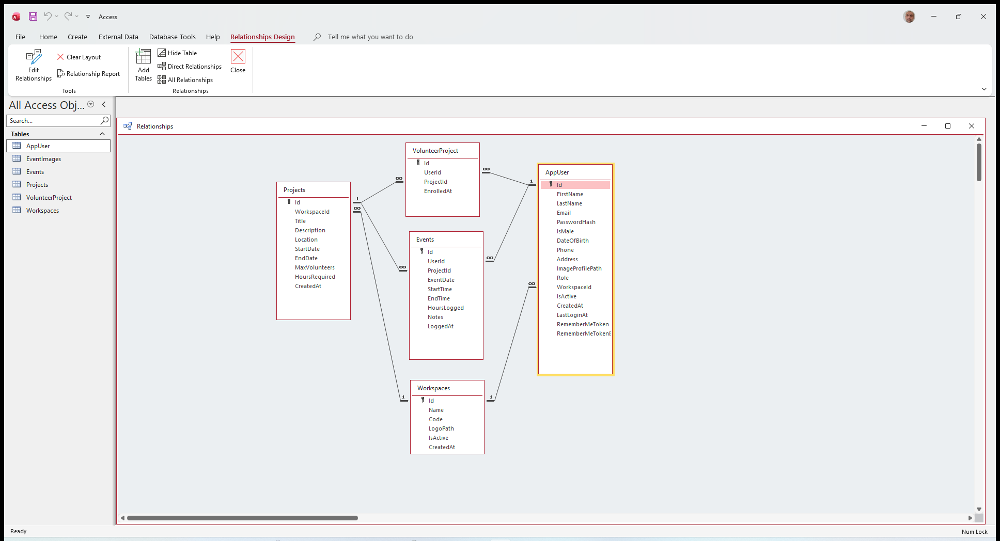 Access
File Home Create External Data Database Tools Help Relationships Design Tell me what you want to do
Edit Relationships
Clear Layout
Relationship Report
Tools
Add Tables
Hide Table
Direct Relationships
All Relationships
Close
Relationships
All Access Obj...
Search...
Tables
AppUser
EventImages
Events
Projects
VolunteerProject
Workspaces
Relationships
Projects
Id
WorkspaceId
Title
Description
Location
StartDate
EndDate
MaxVolunteers
HoursRequired
CreatedAt
1
∞
∞
∞
1
VolunteerProject
Id
UserId
ProjectId
EnrolledAt
Events
Id
UserId
ProjectId
EventDate
StartTime
EndTime
HoursLogged
Notes
LoggedAt
Workspaces
Id
Name
Code
LogoPath
IsActive
CreatedAt
∞
∞
1
1
∞
AppUser
Id
FirstName
LastName
Email
PasswordHash
IsMale
DateOfBirth
Phone
Address
ImageProfilePath
Role
WorkspaceId
IsActive
CreatedAt
LastLoginAt
RememberMeToken
RememberMeTokenE
Ready
Num Lock